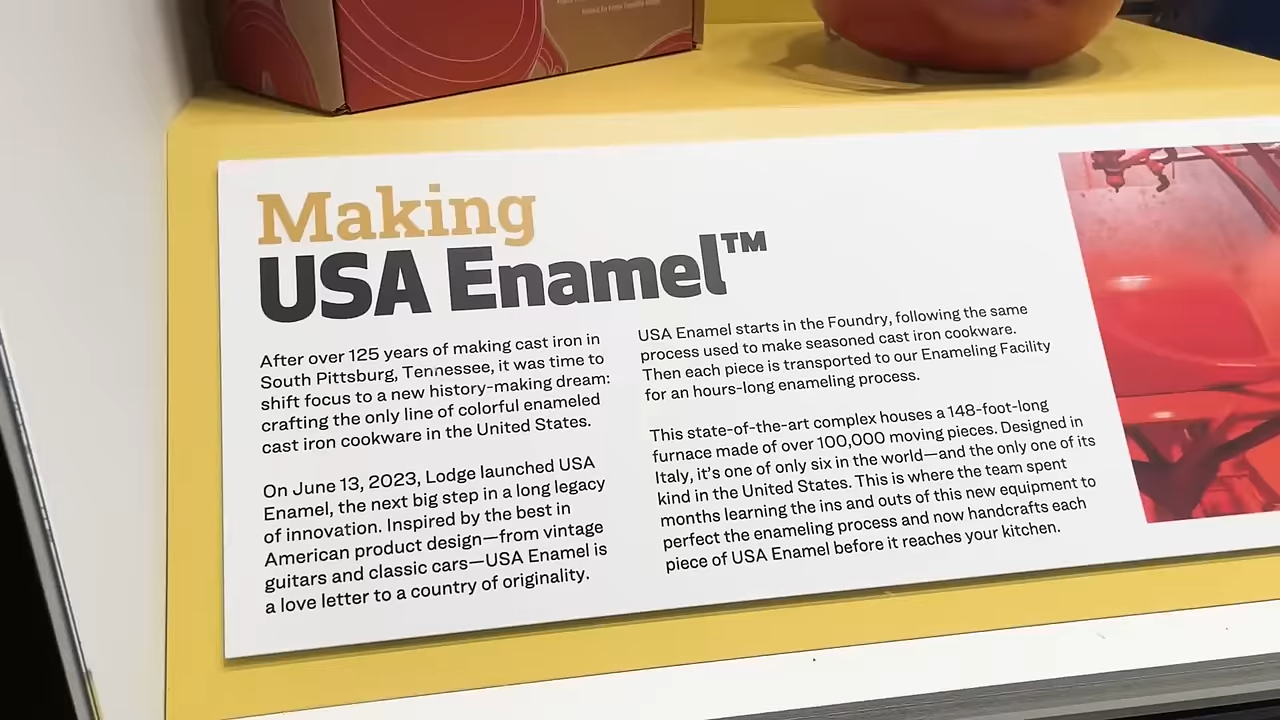 Making
USA Enamel™
After over 125 years of making cast iron in
South Pittsburg, Tennessee, it was time to
shift focus to a new history-making dream:
crafting the only line of colorful enameled
cast iron cookware in the United States.
On June 13, 2023, Lodge launched USA
Enamel, the next big step in a long legacy
of innovation. Inspired by the best in
American product design—from vintage
guitars and classic cars—USA Enamel is
a love letter to a country of originality.
USA Enamel starts in the Foundry, following the same
process used to make seasoned cast iron cookware.
Then each piece is transported to our Enameling Facility
for an hours-long enameling process.
This state-of-the-art complex houses a 148-foot-long
furnace made of over 100,000 moving pieces. Designed in
Italy, it's one of only six in the world—and the only one of its
kind in the United States. This is where the team spent
months learning the ins and outs of this new equipment to
perfect the enameling process and now handcrafts each
piece of USA Enamel before it reaches your kitchen.